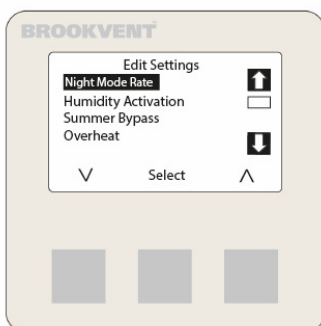 BROOKVENT
Edit Settings
Night Mode Rate
Humidity Activation
Summer Bypass
Overheat
Select